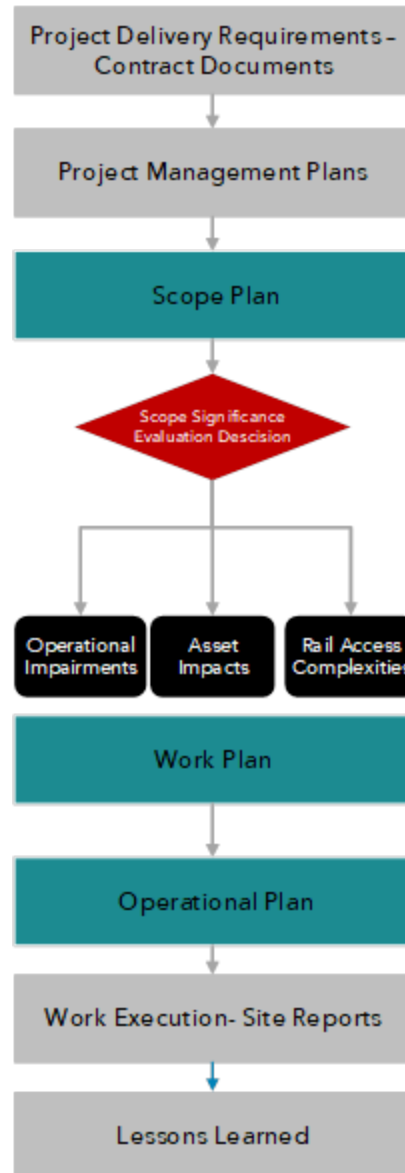 Project Delivery Requirements –
Contract Documents
Project Management Plans
Scope Plan
Scope Significance
Evaluation Descision
Operational
Impairments
Asset
Impacts
Rail Access
Complexities
Work Plan
Operational Plan
Work Execution- Site Reports
Lessons Learned